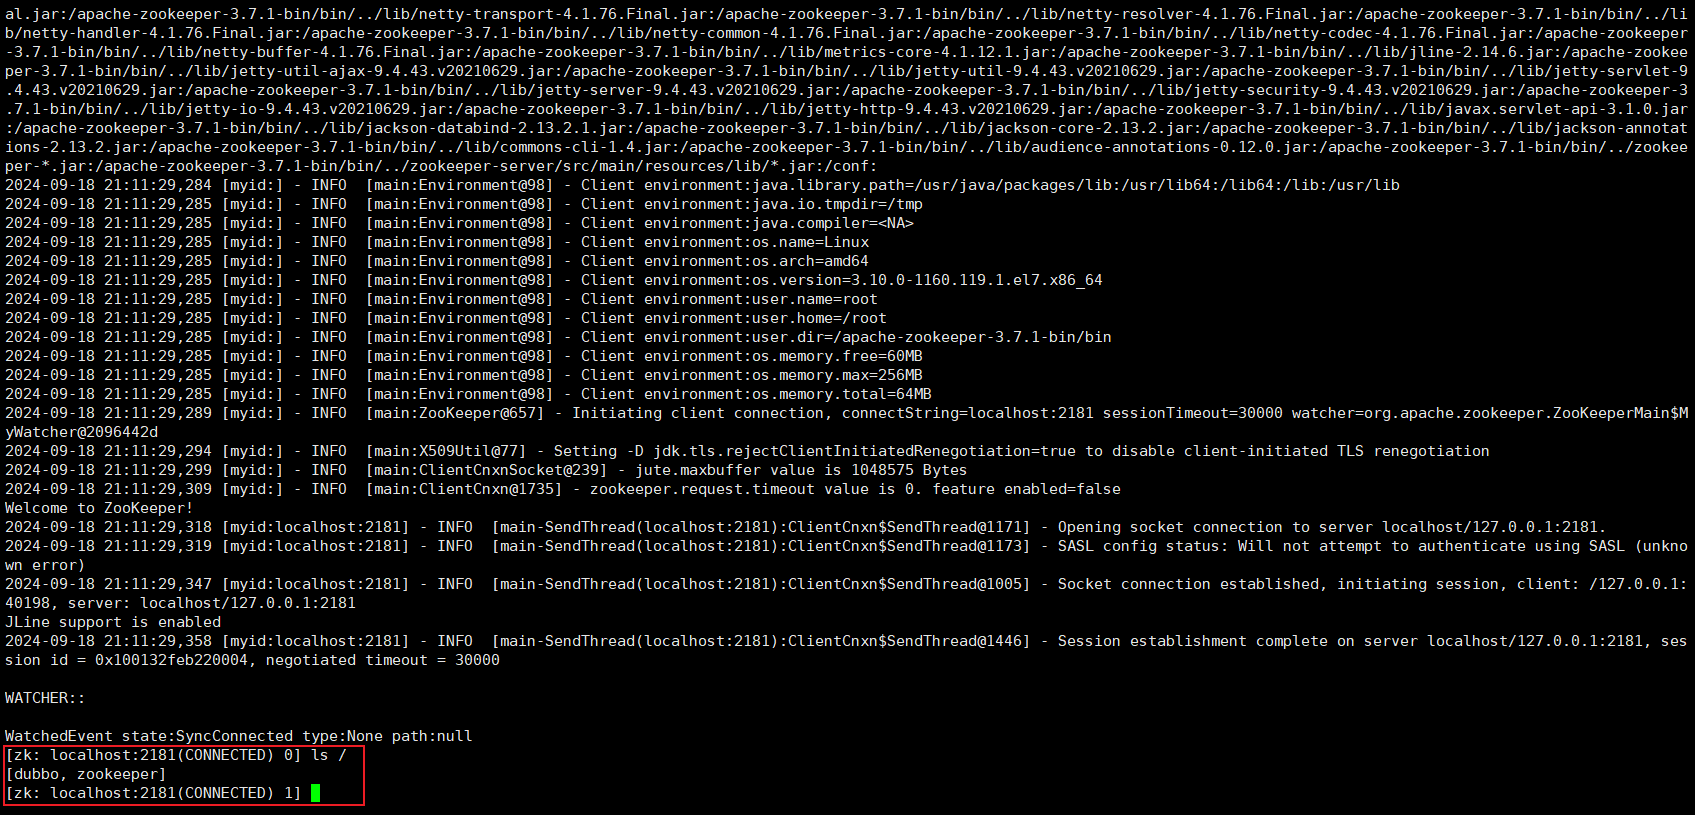 al.jar:/apache-zookeeper-3.7.1-bin/bin/../lib/netty-transport-4.1.76.Final.jar:/apache-zookeeper-3.7.1-bin/bin/../lib/netty-resolver-4.1.76.Final.jar:/apache-zookeeper-3.7.1-bin/bin/../li
b/netty-handler-4.1.76.Final.jar:/apache-zookeeper-3.7.1-bin/bin/../lib/netty-common-4.1.76.Final.jar:/apache-zookeeper-3.7.1-bin/bin/../lib/netty-codec-4.1.76.Final.jar:/apache-zookeeper
-3.7.1-bin/bin/../lib/netty-buffer-4.1.76.Final.jar:/apache-zookeeper-3.7.1-bin/bin/../lib/metrics-core-4.1.12.1.jar:/apache-zookeeper-3.7.1-bin/bin/../lib/jline-2.14.6.jar:/apache-zookee
per-3.7.1-bin/bin/../lib/jetty-util-ajax-9.4.43.v20210629.jar:/apache-zookeeper-3.7.1-bin/bin/../lib/jetty-util-9.4.43.v20210629.jar:/apache-zookeeper-3.7.1-bin/bin/../lib/jetty-servlet-9
.4.43.v20210629.jar:/apache-zookeeper-3.7.1-bin/bin/../lib/jetty-server-9.4.43.v20210629.jar:/apache-zookeeper-3.7.1-bin/bin/../lib/jetty-security-9.4.43.v20210629.jar:/apache-zookeeper-3
.7.1-bin/bin/../lib/jetty-io-9.4.43.v20210629.jar:/apache-zookeeper-3.7.1-bin/bin/../lib/jetty-http-9.4.43.v20210629.jar:/apache-zookeeper-3.7.1-bin/bin/../lib/javax.servlet-api-3.1.0.jar
:/apache-zookeeper-3.7.1-bin/bin/../lib/jackson-databind-2.13.2.1.jar:/apache-zookeeper-3.7.1-bin/bin/../lib/jackson-core-2.13.2.jar:/apache-zookeeper-3.7.1-bin/bin/../lib/jackson-annotat
ions-2.13.2.jar:/apache-zookeeper-3.7.1-bin/bin/../lib/commons-cli-1.4.jar:/apache-zookeeper-3.7.1-bin/bin/../lib/audience-annotations-0.12.0.jar:/apache-zookeeper-3.7.1-bin/bin/../zookee
per-*.jar:/apache-zookeeper-3.7.1-bin/bin/../zookeeper-server/src/main/resources/lib/*.jar:/conf:
2024-09-18 21:11:29,284 [myid:] - INFO  [main:Environment@98] - Client environment:java.library.path=/usr/java/packages/lib:/usr/lib64:/lib64:/lib:/usr/lib
2024-09-18 21:11:29,285 [myid:] - INFO  [main:Environment@98] - Client environment:java.io.tmpdir=/tmp
2024-09-18 21:11:29,285 [myid:] - INFO  [main:Environment@98] - Client environment:java.compiler=<NA>
2024-09-18 21:11:29,285 [myid:] - INFO  [main:Environment@98] - Client environment:os.name=Linux
2024-09-18 21:11:29,285 [myid:] - INFO  [main:Environment@98] - Client environment:os.arch=amd64
2024-09-18 21:11:29,285 [myid:] - INFO  [main:Environment@98] - Client environment:os.version=3.10.0-1160.119.1.el7.x86_64
2024-09-18 21:11:29,285 [myid:] - INFO  [main:Environment@98] - Client environment:user.name=root
2024-09-18 21:11:29,285 [myid:] - INFO  [main:Environment@98] - Client environment:user.home=/root
2024-09-18 21:11:29,285 [myid:] - INFO  [main:Environment@98] - Client environment:user.dir=/apache-zookeeper-3.7.1-bin/bin
2024-09-18 21:11:29,285 [myid:] - INFO  [main:Environment@98] - Client environment:os.memory.free=60MB
2024-09-18 21:11:29,285 [myid:] - INFO  [main:Environment@98] - Client environment:os.memory.max=256MB
2024-09-18 21:11:29,285 [myid:] - INFO  [main:Environment@98] - Client environment:os.memory.total=64MB
2024-09-18 21:11:29,289 [myid:] - INFO  [main:ZooKeeper@657] - Initiating client connection, connectString=localhost:2181 sessionTimeout=30000 watcher=org.apache.zookeeper.ZooKeeperMain$M
yWatcher@2096442d
2024-09-18 21:11:29,294 [myid:] - INFO  [main:X509Util@77] - Setting -D jdk.tls.rejectClientInitiatedRenegotiation=true to disable client-initiated TLS renegotiation
2024-09-18 21:11:29,299 [myid:] - INFO  [main:ClientCnxnSocket@239] - jute.maxbuffer value is 1048575 Bytes
2024-09-18 21:11:29,309 [myid:] - INFO  [main:ClientCnxn@1735] - zookeeper.request.timeout value is 0. feature enabled=false
Welcome to ZooKeeper!
2024-09-18 21:11:29,318 [myid:localhost:2181] - INFO  [main-SendThread(localhost:2181):ClientCnxn$SendThread@1171] - Opening socket connection to server localhost/127.0.0.1:2181.
2024-09-18 21:11:29,319 [myid:localhost:2181] - INFO  [main-SendThread(localhost:2181):ClientCnxn$SendThread@1173] - SASL config status: Will not attempt to authenticate using SASL (unkno
wn error)
2024-09-18 21:11:29,347 [myid:localhost:2181] - INFO  [main-SendThread(localhost:2181):ClientCnxn$SendThread@1005] - Socket connection established, initiating session, client: /127.0.0.1:
40198, server: localhost/127.0.0.1:2181
JLine support is enabled
2024-09-18 21:11:29,358 [myid:localhost:2181] - INFO  [main-SendThread(localhost:2181):ClientCnxn$SendThread@1446] - Session establishment complete on server localhost/127.0.0.1:2181, ses
sion id = 0x100132feb220004, negotiated timeout = 30000
WATCHER::
WatchedEvent state:SyncConnected type:None path:null
[zk: localhost:2181(CONNECTED) 0] ls /
[dubbo, zookeeper]
[zk: localhost:2181(CONNECTED) 1]